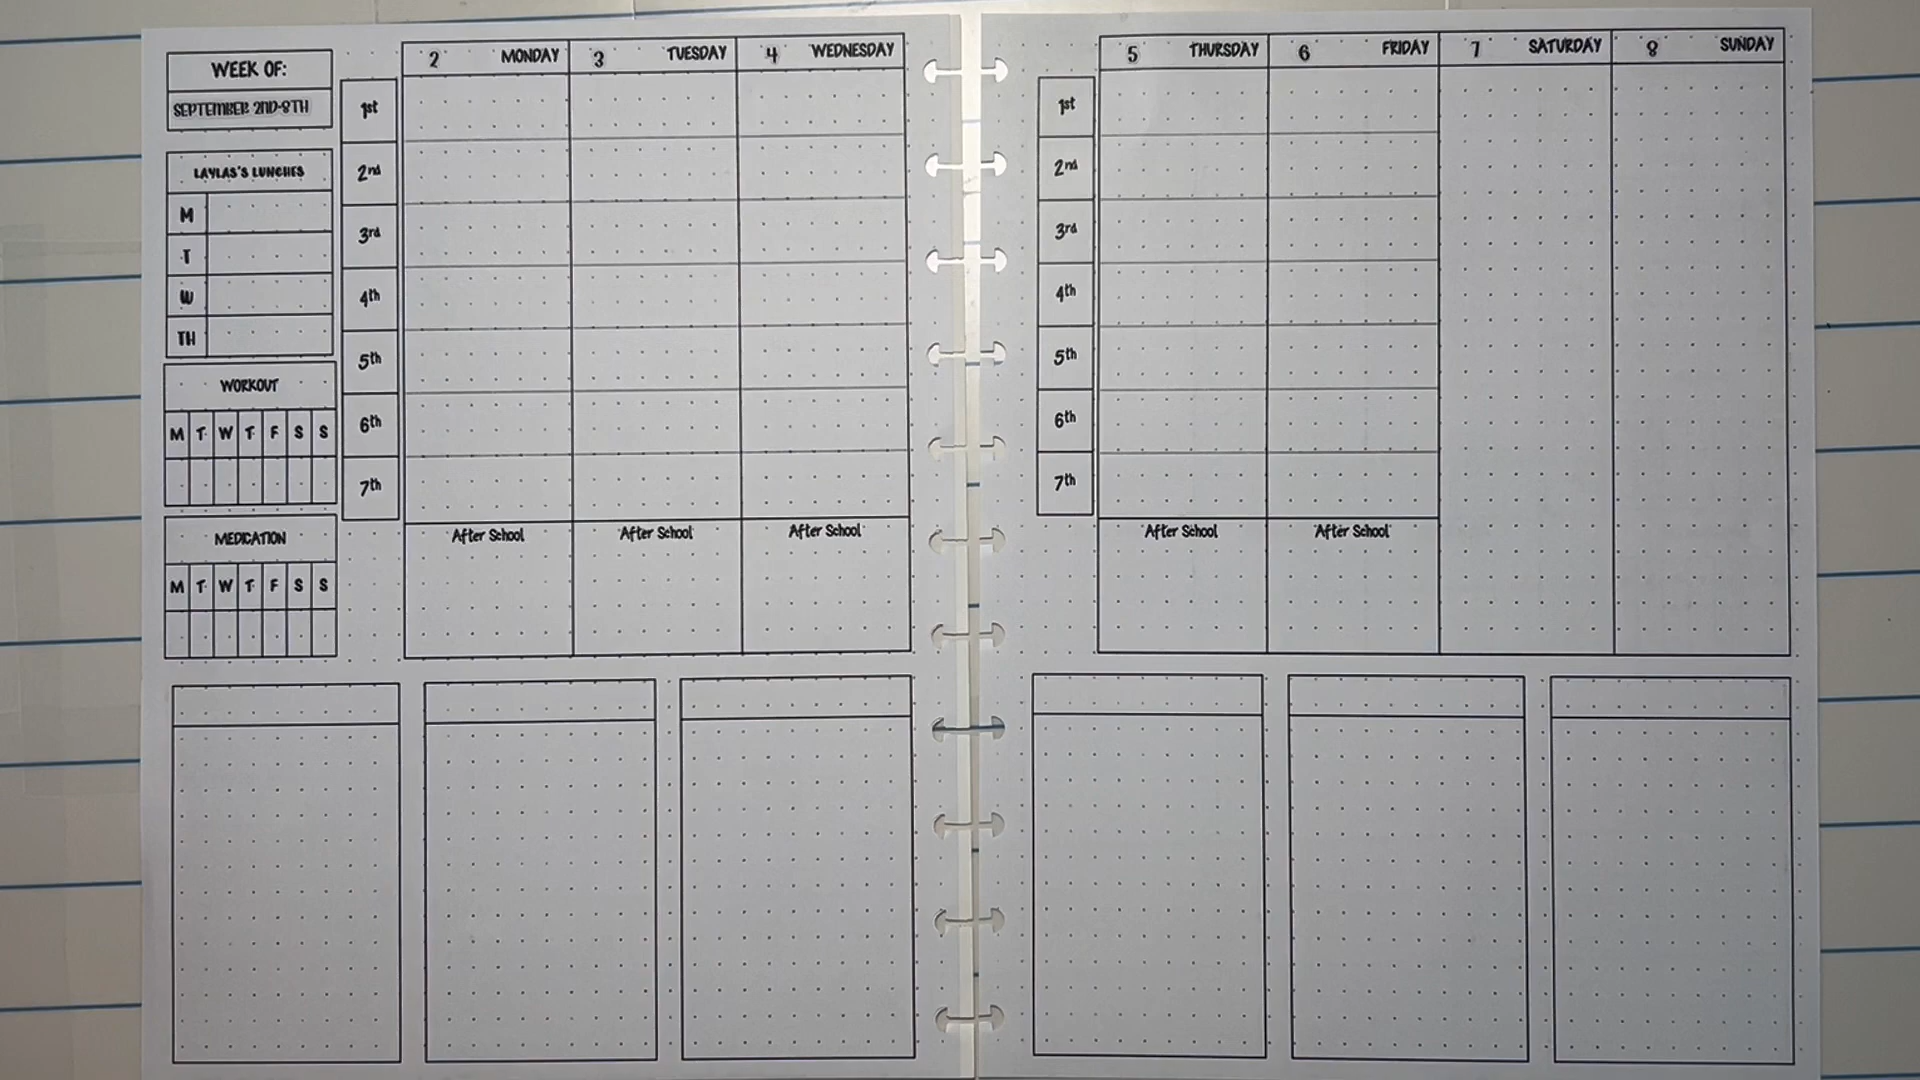 WEEK OF:
SEPTEMBER 2ND-8TH
LAYLAS'S LUNCHES
M
T
W
TH
WORKOUT
M T W T F S S
MEDICATION
M T W T F S S
1st
2nd
3rd
4th
5th
6th
7th
2 MONDAY
3 TUESDAY
4 WEDNESDAY
After School
After School
After School
1st
2nd
3rd
4th
5th
6th
7th
5 THURSDAY
6 FRIDAY
7 SATURDAY
8 SUNDAY
After School
After School